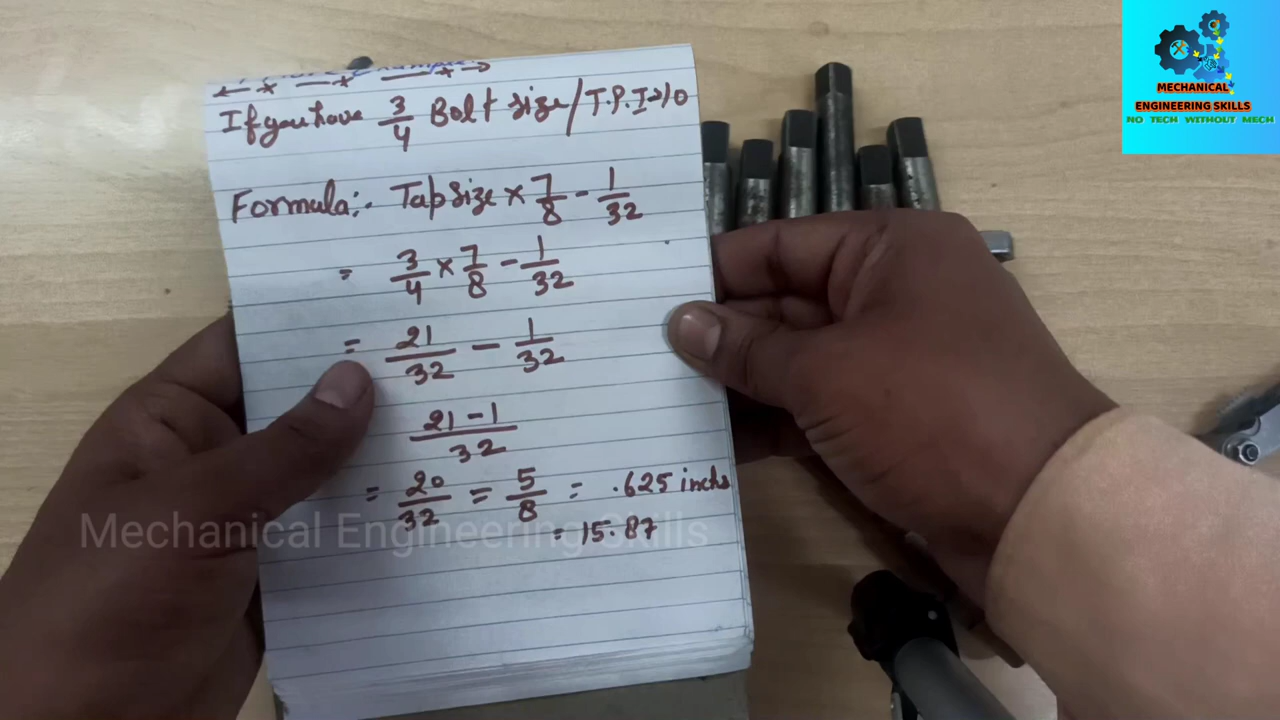 If you have 3/4 Bolt size/T.P.I→10
Formula:- Tap size × 7/8 - 1/32
= 3/4 × 7/8 - 1/32
= 21/32 - 1/32
21-1/32
= 20/32 = 5/8 = .625 inchs
= 15.87
Mechanical Engineering Skills
MECHANICAL
ENGINEERING SKILLS
NO TECH WITHOUT MECH